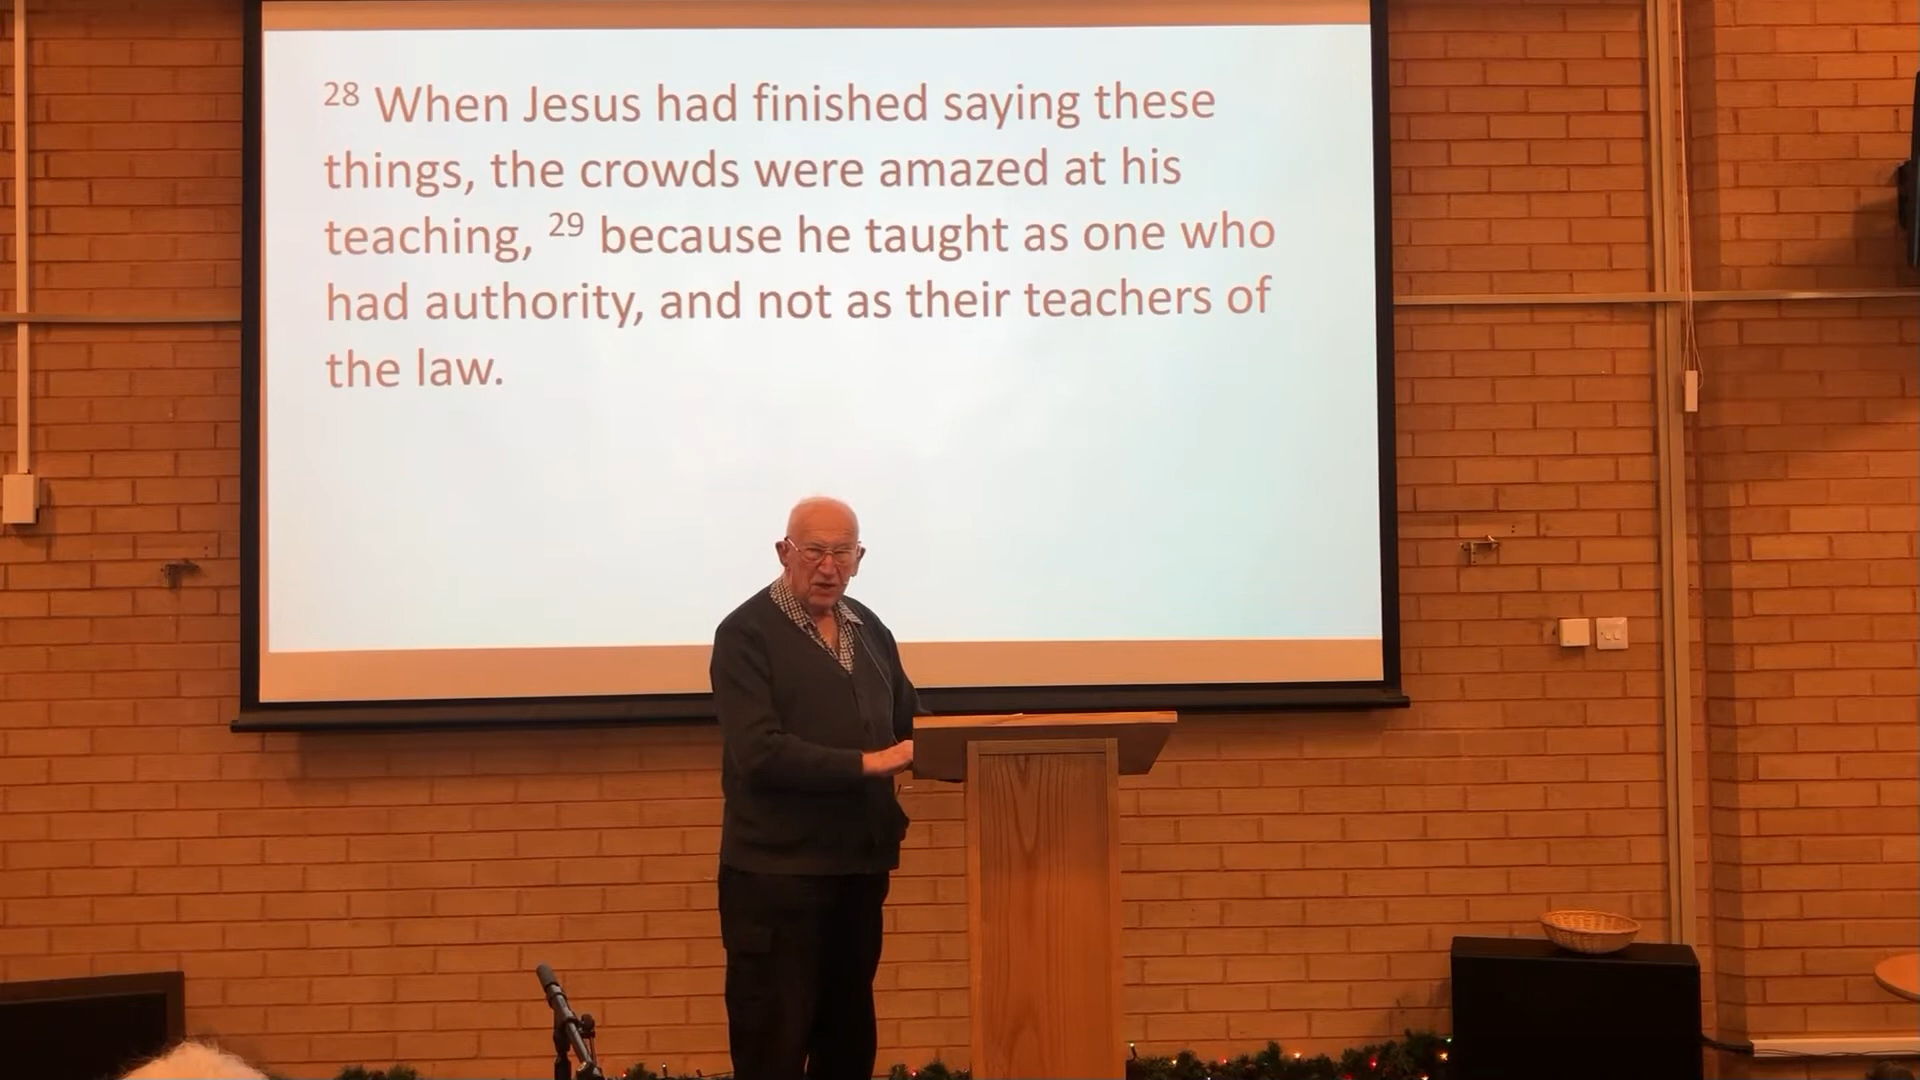 28 When Jesus had finished saying these
things, the crowds were amazed at his
teaching, 29 because he taught as one who
had authority, and not as their teachers of
the law.